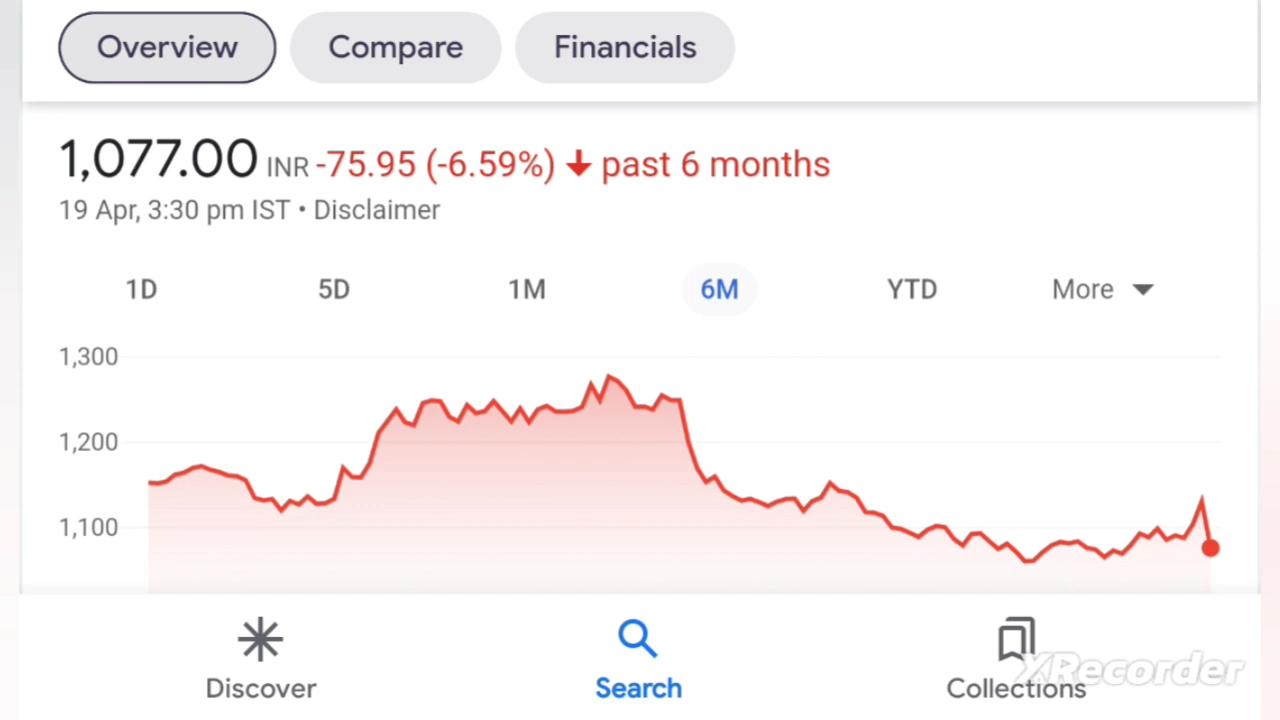 Overview Compare Financials
1,077.00 INR -75.95 (-6.59%) ↓ past 6 months
19 Apr, 3:30 pm IST • Disclaimer
1D 5D 1M 6M YTD More
1,300
1,200
1,100
Discover Search Collections
XRecorder